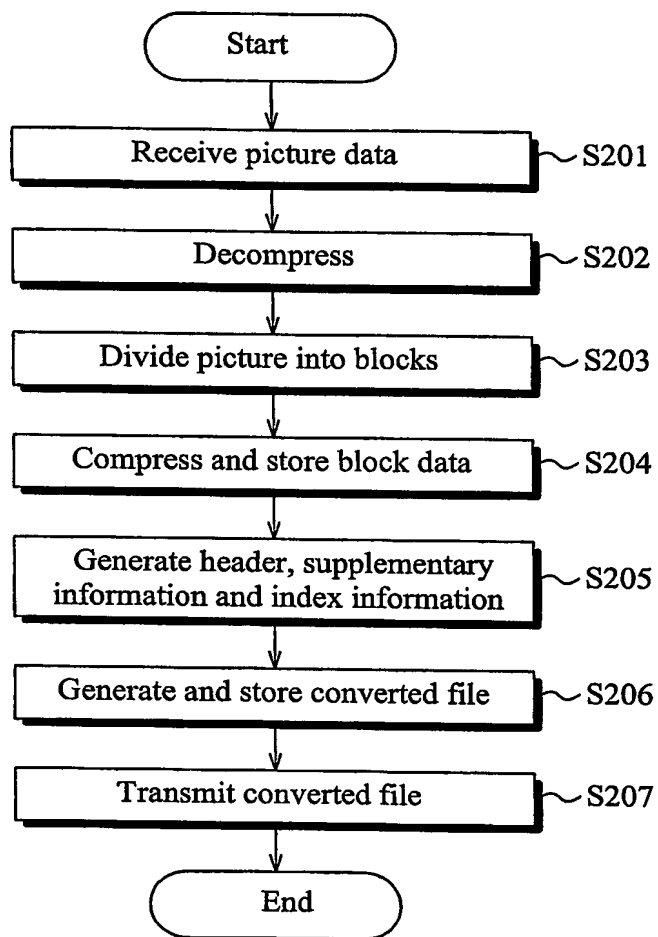 Start
Receive picture data
S201
Decompress
S202
Divide picture into blocks
S203
Compress and store block data
S204
Generate header, supplementary
information and index information
S205
Generate and store converted file
S206
Transmit converted file
S207
End